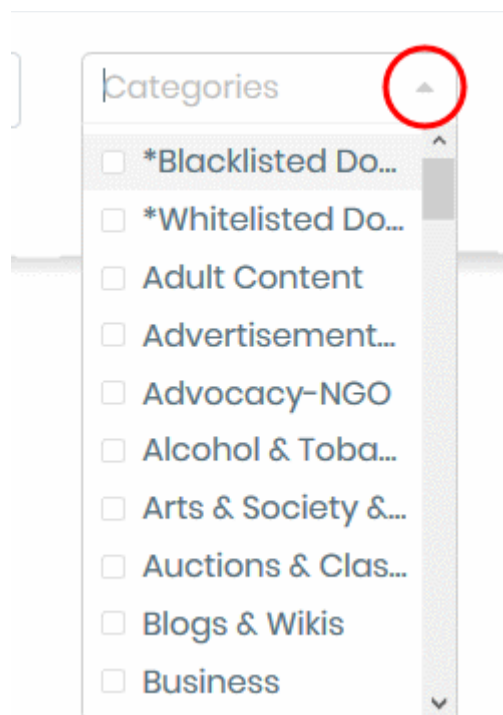 Categories
*Blacklisted Do...
*Whitelisted Do...
Adult Content
Advertisement...
Advocacy-NGO
Alcohol & Toba...
Arts & Society &...
Auctions & Clas...
Blogs & Wikis
Business